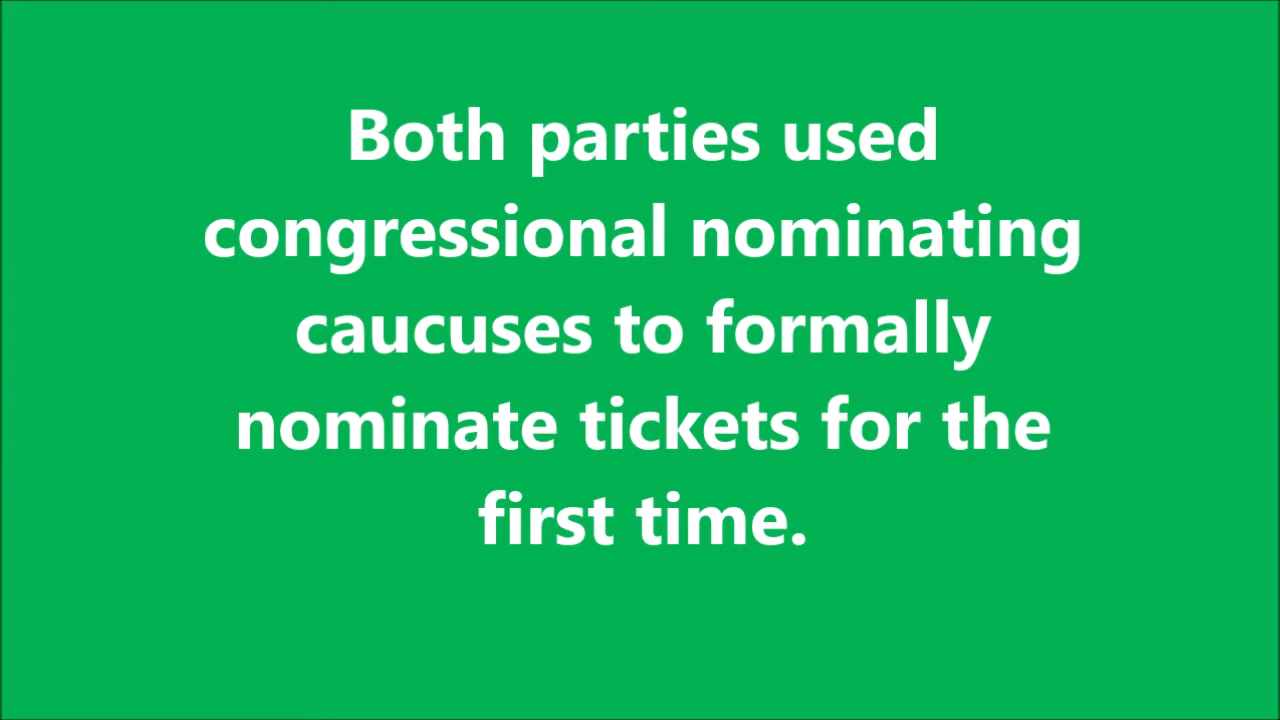 Both parties used
congressional nominating
caucuses to formally
nominate tickets for the
first time.